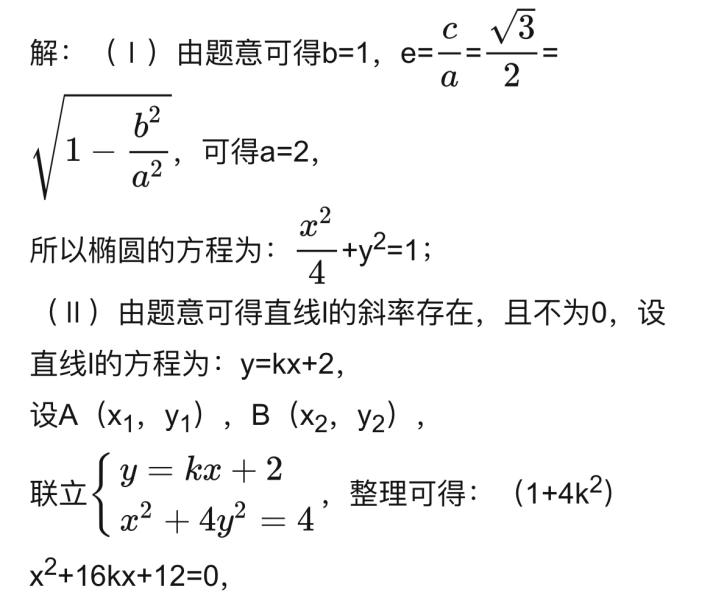 解：（Ⅰ）由题意可得b=1，e=\frac{c}{a}=\frac{\sqrt{3}}{2}=
\sqrt{1-\frac{b^2}{a^2}}，可得a=2，
所以椭圆的方程为：\frac{x^2}{4}+y^2=1；
（Ⅱ）由题意可得直线l的斜率存在，且不为0，设
直线l的方程为：y=kx+2，
设A（x_1，y_1），B（x_2，y_2），
联立\begin{cases} y=kx+2 \\ x^2+4y^2=4 \end{cases}，整理可得：（1+4k^2）
x^2+16kx+12=0，